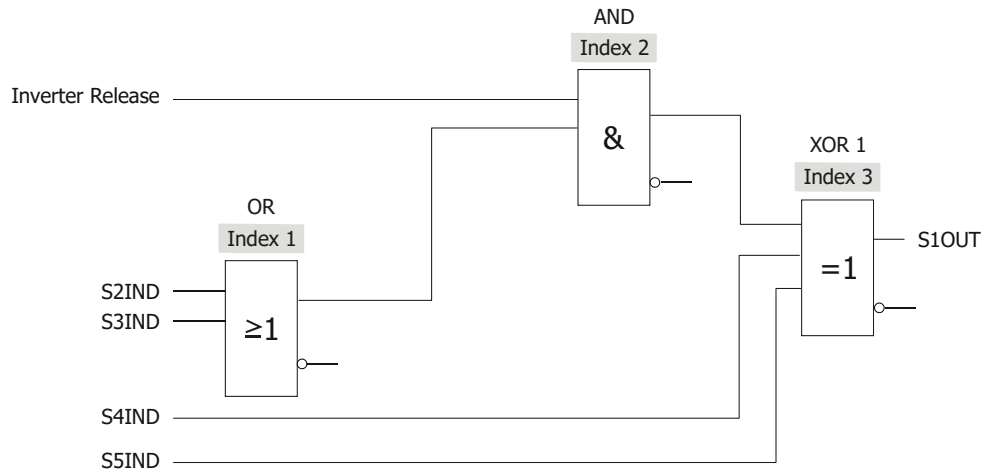 AND
Index 2
Inverter Release
&
XOR 1
Index 3
OR
Index 1
S1OUT
=1
S2IND
S3IND
≥1
S4IND
S5IND